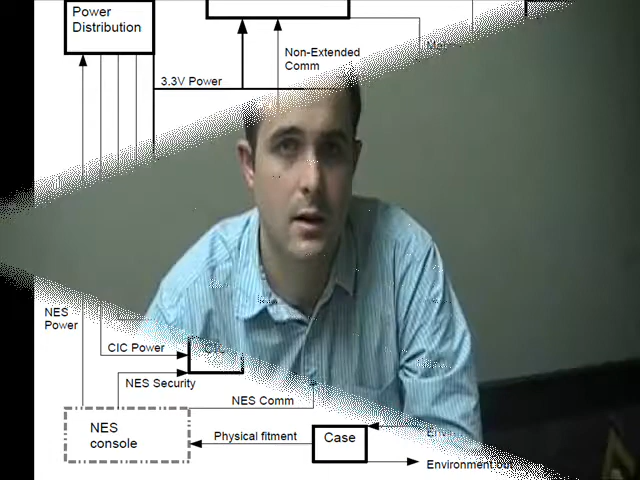 Power
Distribution
Non-Extended
Comm
3.3V Power
NES
Power
CIC Power
NES Security
NES Comm
NES
console
Physical fitment
Case
Environment out